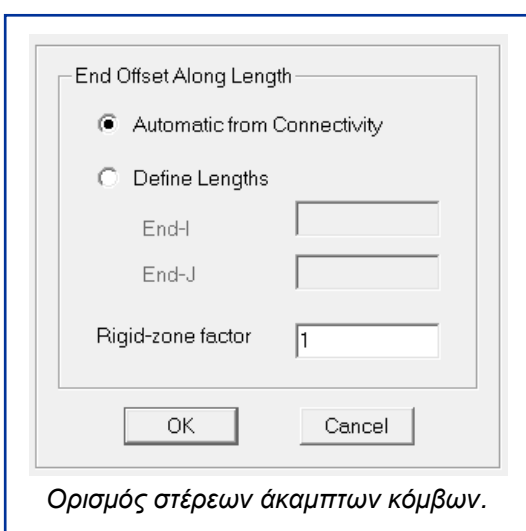 End Offset Along Length
Automatic from Connectivity
Define Lengths
End-I
End-J
Rigid-zone factor 1
OK Cancel
Ορισμός στέρεων άκαμπτων κόμβων.